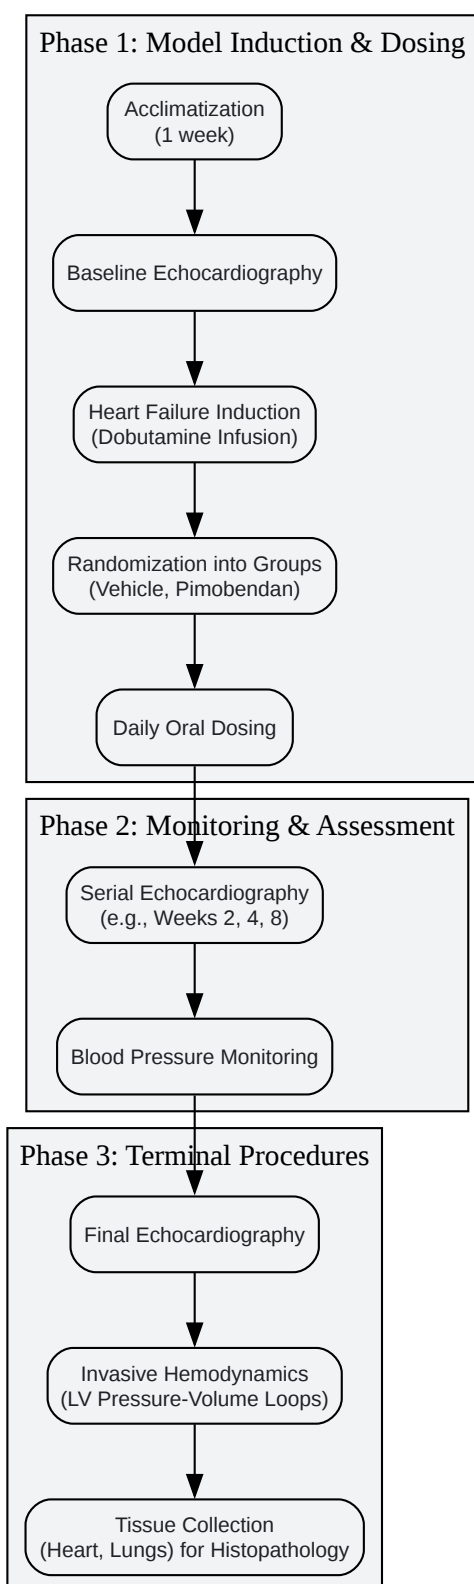 Phase 1: Model Induction & Dosing
Acclimatization
(1 week)
Baseline Echocardiography
Heart Failure Induction
(Dobutamine Infusion)
Randomization into Groups
(Vehicle, Pimobendan)
Daily Oral Dosing
Phase 2: Monitoring & Assessment
Serial Echocardiography
(e.g., Weeks 2, 4, 8)
Blood Pressure Monitoring
Phase 3: Terminal Procedures
Final Echocardiography
Invasive Hemodynamics
(LV Pressure-Volume Loops)
Tissue Collection
(Heart, Lungs) for Histopathology